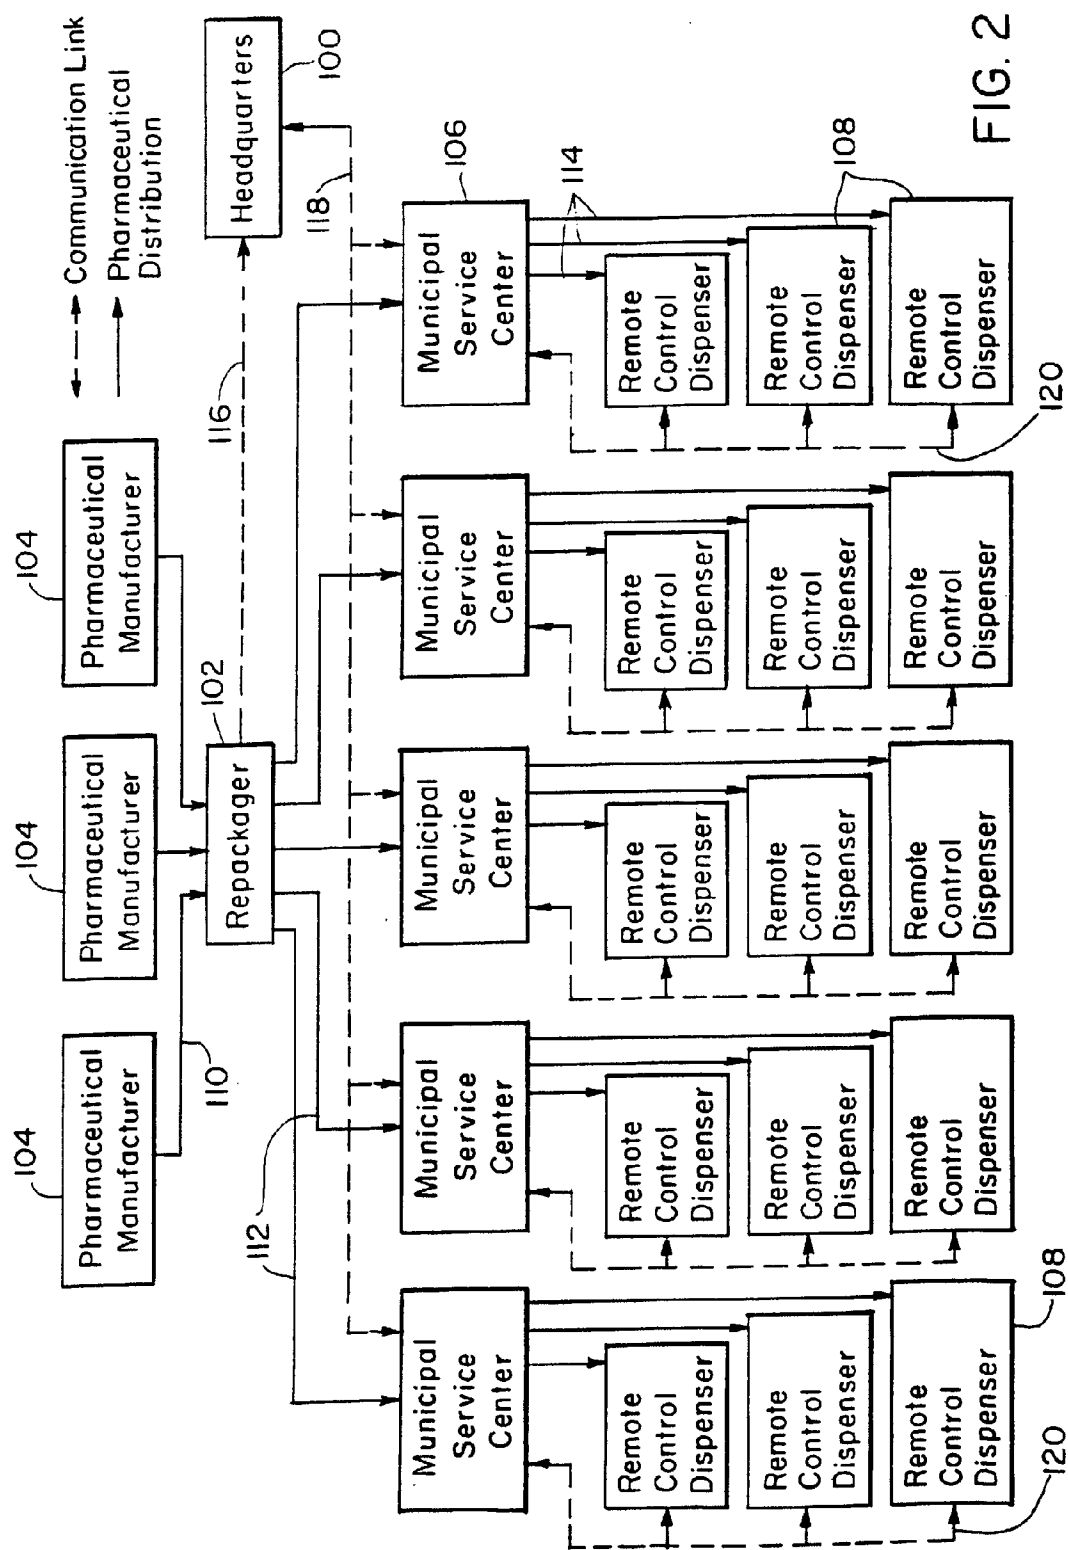 Communication Link
Pharmaceutical
Distribution
104
104
104
Pharmaceutical
Manufacturer
Pharmaceutical
Manufacturer
Pharmaceutical
Manufacturer
110
102
116
100
Repackager
Headquarters
112
118
106
Municipal
Service
Center
Municipal
Service
Center
Municipal
Service
Center
Municipal
Service
Center
Municipal
Service
Center
114
Remote
Control
Dispenser
Remote
Control
Dispenser
Remote
Control
Dispenser
Remote
Control
Dispenser
Remote
Control
Dispenser
Remote
Control
Dispenser
Remote
Control
Dispenser
Remote
Control
Dispenser
Remote
Control
Dispenser
Remote
Control
Dispenser
108
Remote
Control
Dispenser
Remote
Control
Dispenser
Remote
Control
Dispenser
Remote
Control
Dispenser
Remote
Control
Dispenser
120
108
120
FIG. 2